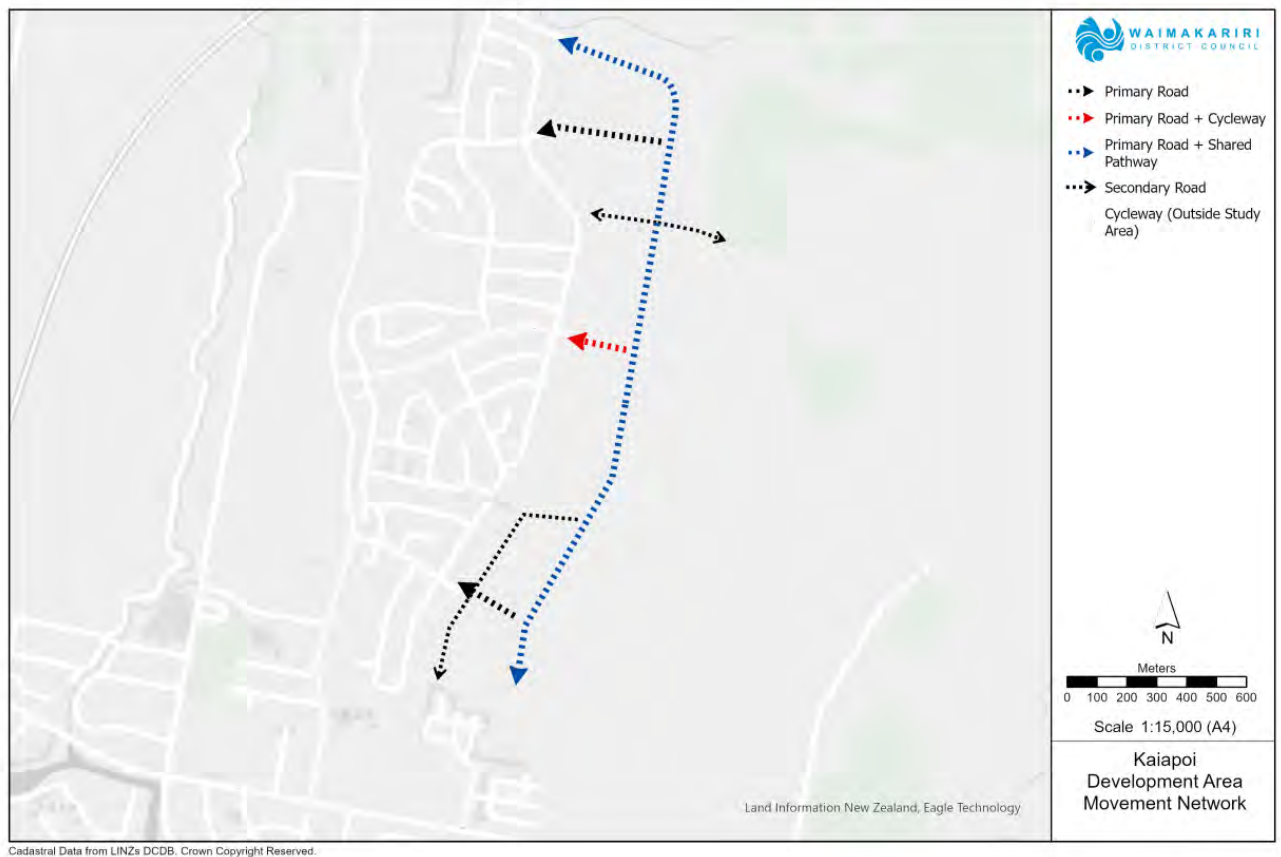 WAIMAKARIRI
DISTRICT COUNCIL
Primary Road
Primary Road + Cycleway
Primary Road + Shared
Pathway
Secondary Road
Cycleway (Outside Study
Area)
N
Meters
0 100 200 300 400 500 600
Scale 1:15,000 (A4)
Kaiapoi
Development Area
Movement Network
Land Information New Zealand, Eagle Technology
Cadastral Data from LINZs DCDB. Crown Copyright Reserved.